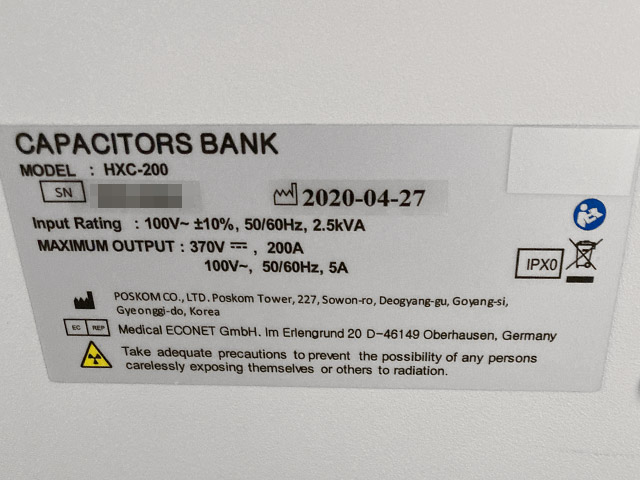 CAPACITORS BANK
MODEL : HXC-200
SN
2020-04-27
Input Rating : 100V~ ±10%, 50/60Hz, 2.5kVA
MAXIMUM OUTPUT : 370V ⎓ , 200A
100V~, 50/60Hz, 5A
IPX0
POSKOM CO., LTD. Poskom Tower, 227, Sowon-ro, Deogyang-gu, Goyang-si,
Gyeonggi-do, Korea
EC REP Medical ECONET GmbH. Im Erlengrund 20 D-46149 Oberhausen, Germany
Take adequate precautions to prevent the possibility of any persons
carelessly exposing themselves or others to radiation.